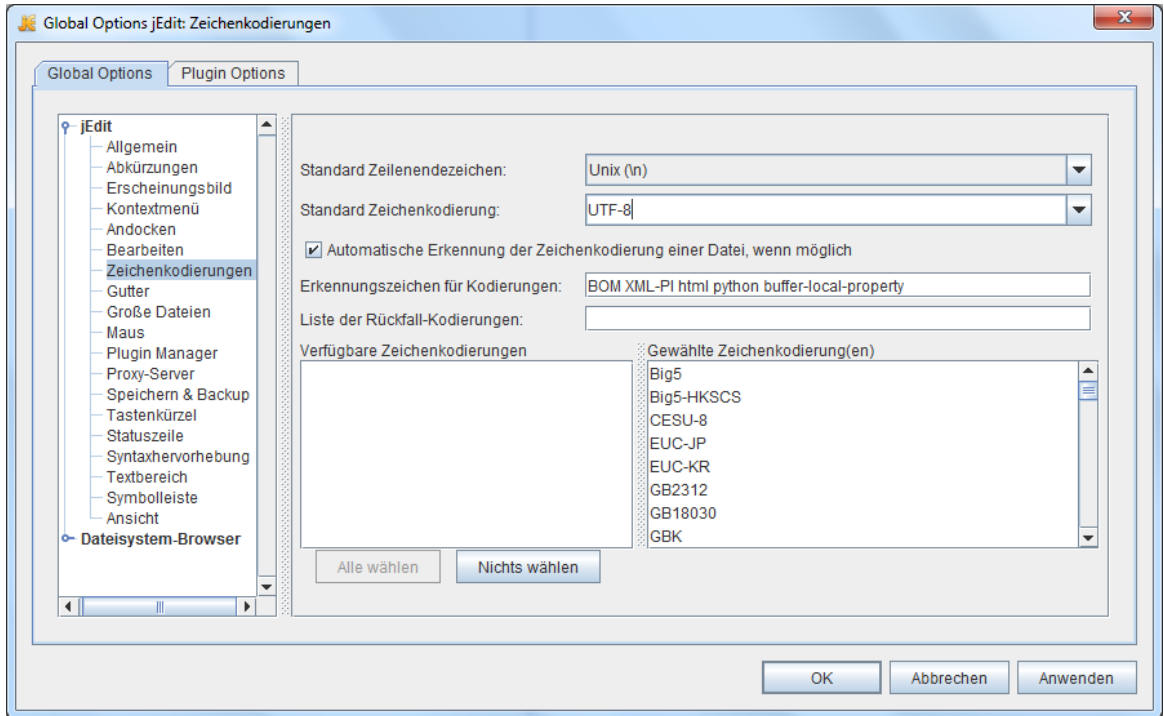 Global Options jEdit: Zeichenkodierungen
Global Options
Plugin Options
jEdit
Allgemein
Abkürzungen
Erscheinungsbild
Kontextmenü
Andocken
Bearbeiten
Zeichenkodierungen
Gutter
Große Dateien
Maus
Plugin Manager
Proxy-Server
Speichern & Backup
Tastenkürzel
Statuszeile
Syntaxhervorhebung
Textbereich
Symbolleiste
Ansicht
Dateisystem-Browser
Standard Zeilenendezeichen: Unix (\n)
Standard Zeichenkodierung: UTF-8
Automatische Erkennung der Zeichenkodierung einer Datei, wenn möglich
Erkennungszeichen für Kodierungen: BOM XML-PI html python buffer-local-property
Liste der Rückfall-Kodierungen:
Verfügbare Zeichenkodierungen
Gewählte Zeichenkodierung(en)
Big5
Big5-HKSCS
CESU-8
EUC-JP
EUC-KR
GB2312
GB18030
GBK
Alle wählen
Nichts wählen
OK
Abbrechen
Anwenden